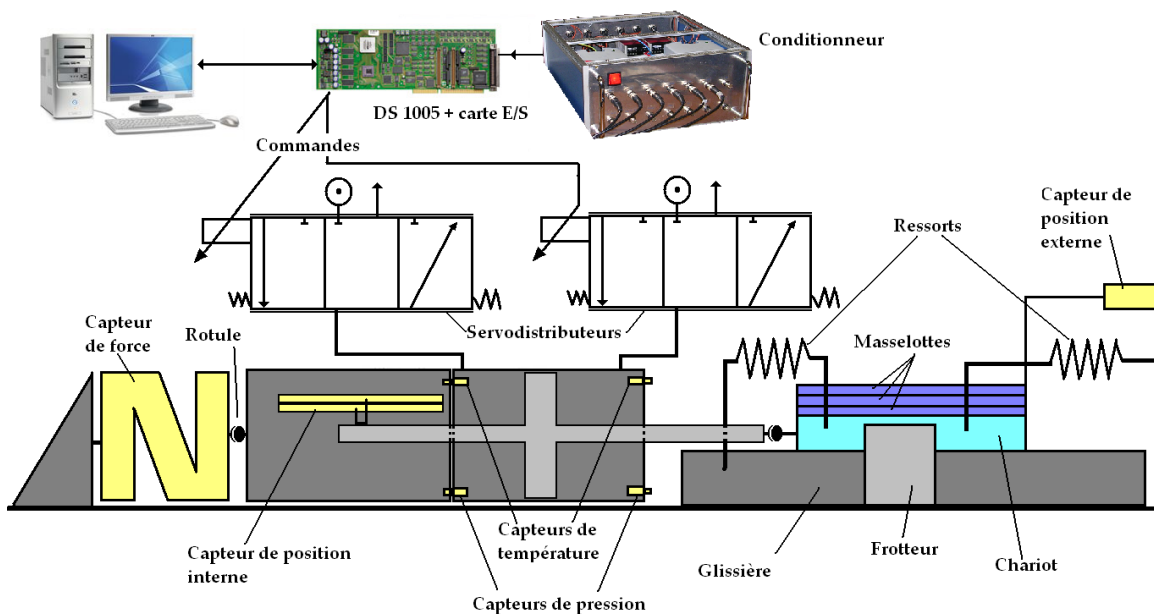 Conditionneur
DS 1005 + carte E/S
Commandes
Capteur de
position
externe
Ressorts
Servodistributeurs
Capteur
de force
Rotule
Masselottes
Capteur de position
interne
Capteurs de
température
Capteurs de pression
Glissière
Frotteur
Chariot